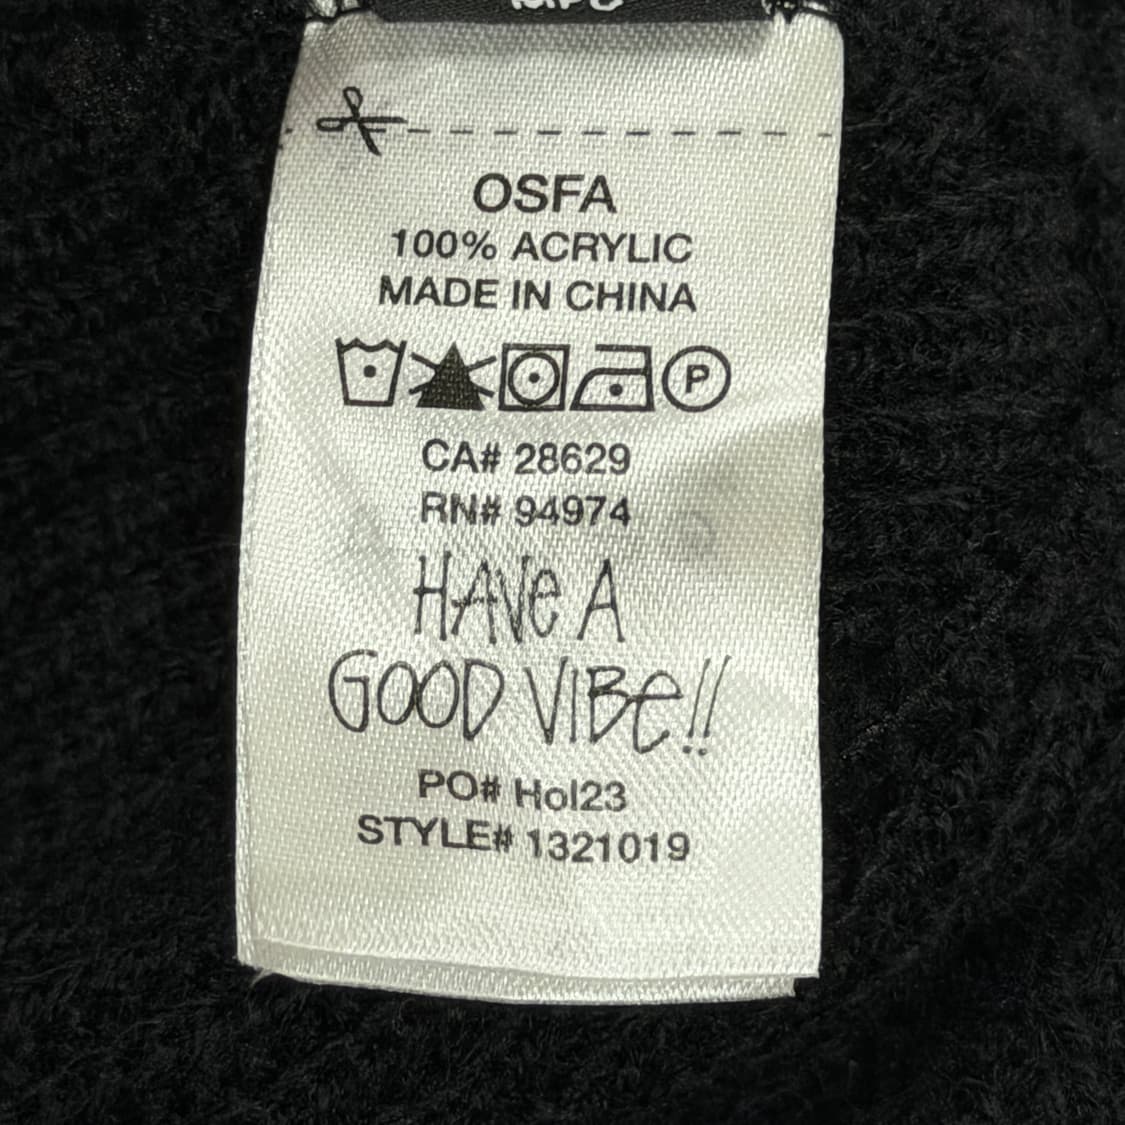 OSFA
100% ACRYLIC
MADE IN CHINA
P
CA# 28629
RN# 94974
HAVe A
GOOD VIBe!!
PO# Hol23
STYLE# 1321019